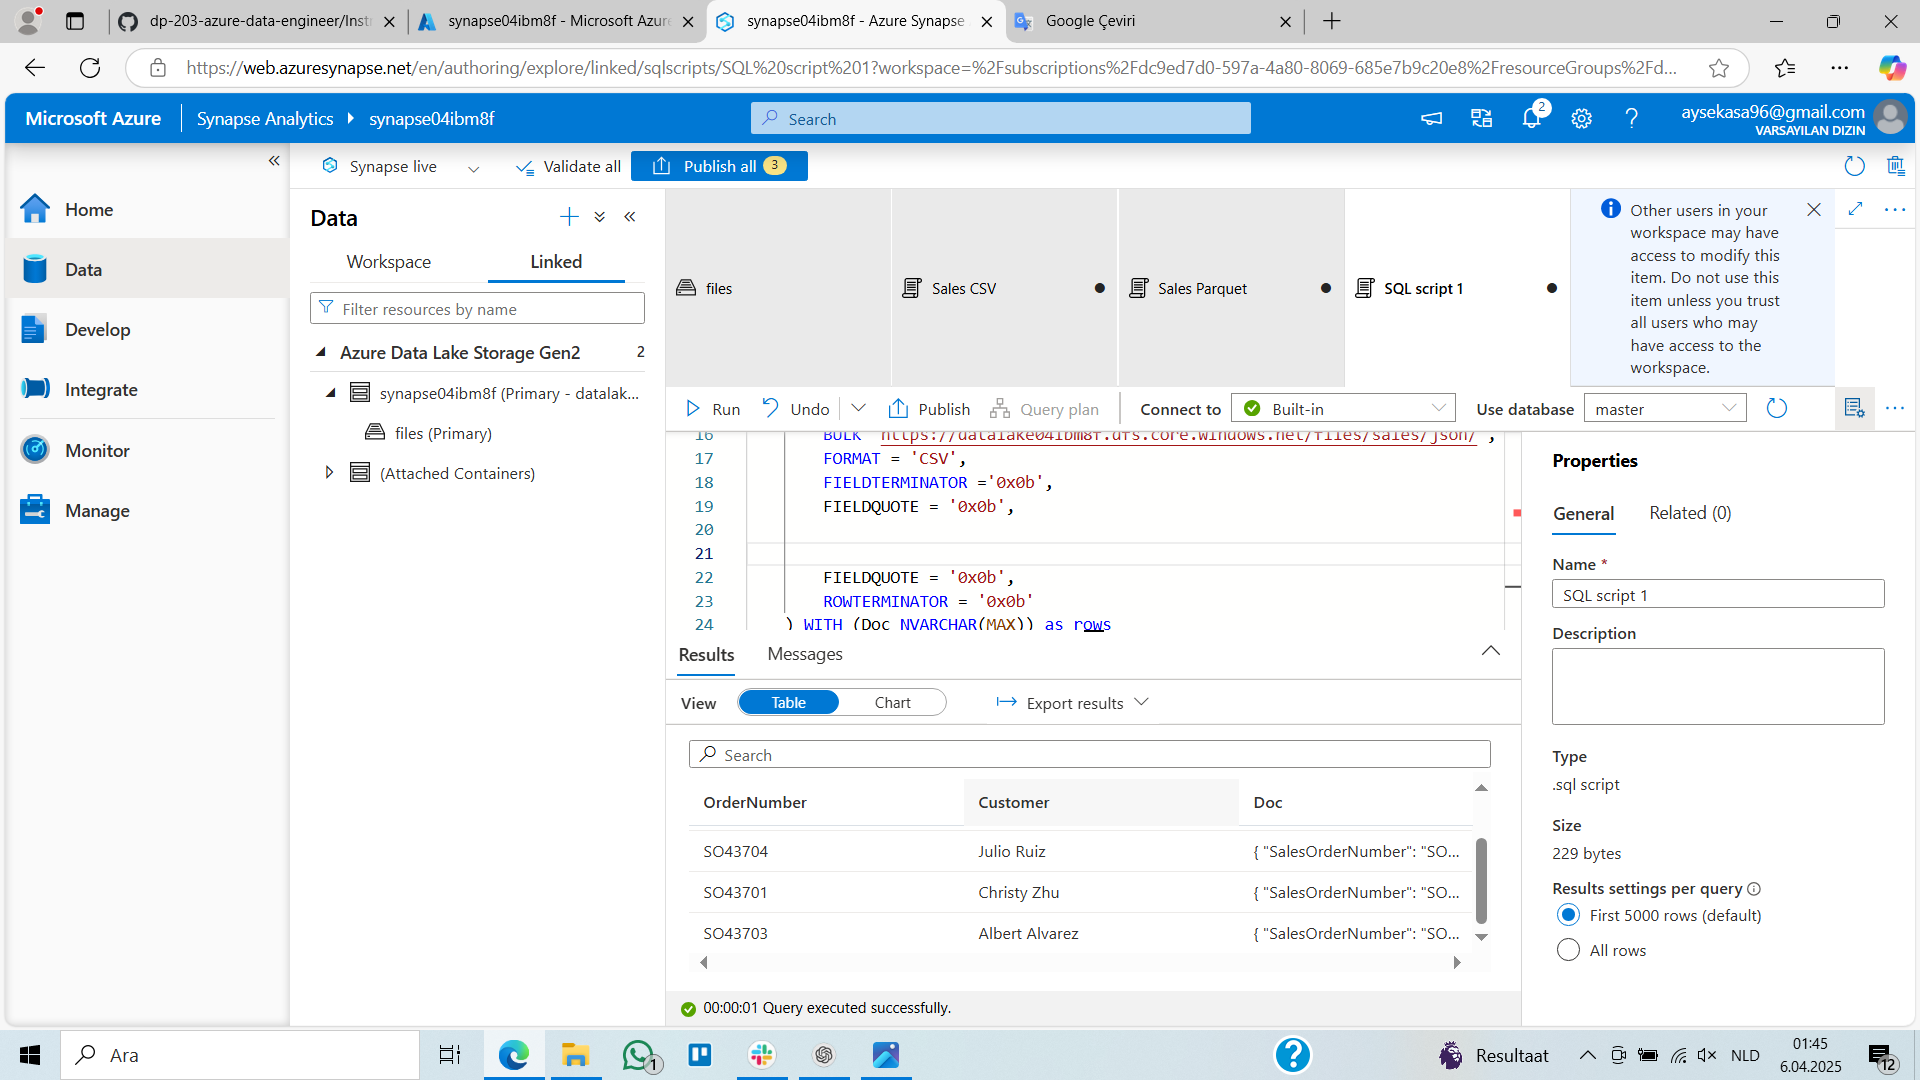 dp-203-azure-data-engineer/Inst
synapse04ibm8f - Microsoft Azure
synapse04ibm8f - Azure Synapse
Google Çeviri
https://web.azuresynapse.net/en/authoring/explore/linked/sqlscripts/SQL%20script%201?workspace=%2Fsubscriptions%2Fdc9ed7d0-597a-4a80-8069-685e7b9c20e8%2FresourceGroups%2Fd...
Microsoft Azure
Synapse Analytics
synapse04ibm8f
Search
2
aysekasa96@gmail.com
VARSAYILAN DIZIN
Synapse live
Validate all
Publish all 3
Home
Data
Develop
Integrate
Monitor
Manage
Data
Workspace
Linked
Filter resources by name
Azure Data Lake Storage Gen2 2
synapse04ibm8f (Primary - datalak...
files (Primary)
(Attached Containers)
files
Sales CSV
Sales Parquet
SQL script 1
Other users in your
workspace may have
access to modify this
item. Do not use this
item unless you trust
all users who may
have access to the
workspace.
Run
Undo
Publish
Query plan
Connect to
Built-in
Use database
master
16 BULK 'https://datalake04ibm8f.dfs.core.windows.net/files/sales/json/',
17 FORMAT = 'CSV',
18 FIELDTERMINATOR ='0x0b',
19 FIELDQUOTE = '0x0b',
20
21
22 FIELDQUOTE = '0x0b',
23 ROWTERMINATOR = '0x0b'
24 ) WITH (Doc NVARCHAR(MAX)) as rows
Results
Messages
View
Table
Chart
Export results
Search
OrderNumber Customer Doc
SO43704 Julio Ruiz { "SalesOrderNumber": "SO...
SO43701 Christy Zhu { "SalesOrderNumber": "SO...
SO43703 Albert Alvarez { "SalesOrderNumber": "SO...
00:00:01 Query executed successfully.
Properties
General
Related (0)
Name *
SQL script 1
Description
Type
.sql script
Size
229 bytes
Results settings per query
First 5000 rows (default)
All rows
Ara
1
Resultaat
NLD
01:45
6.04.2025
12